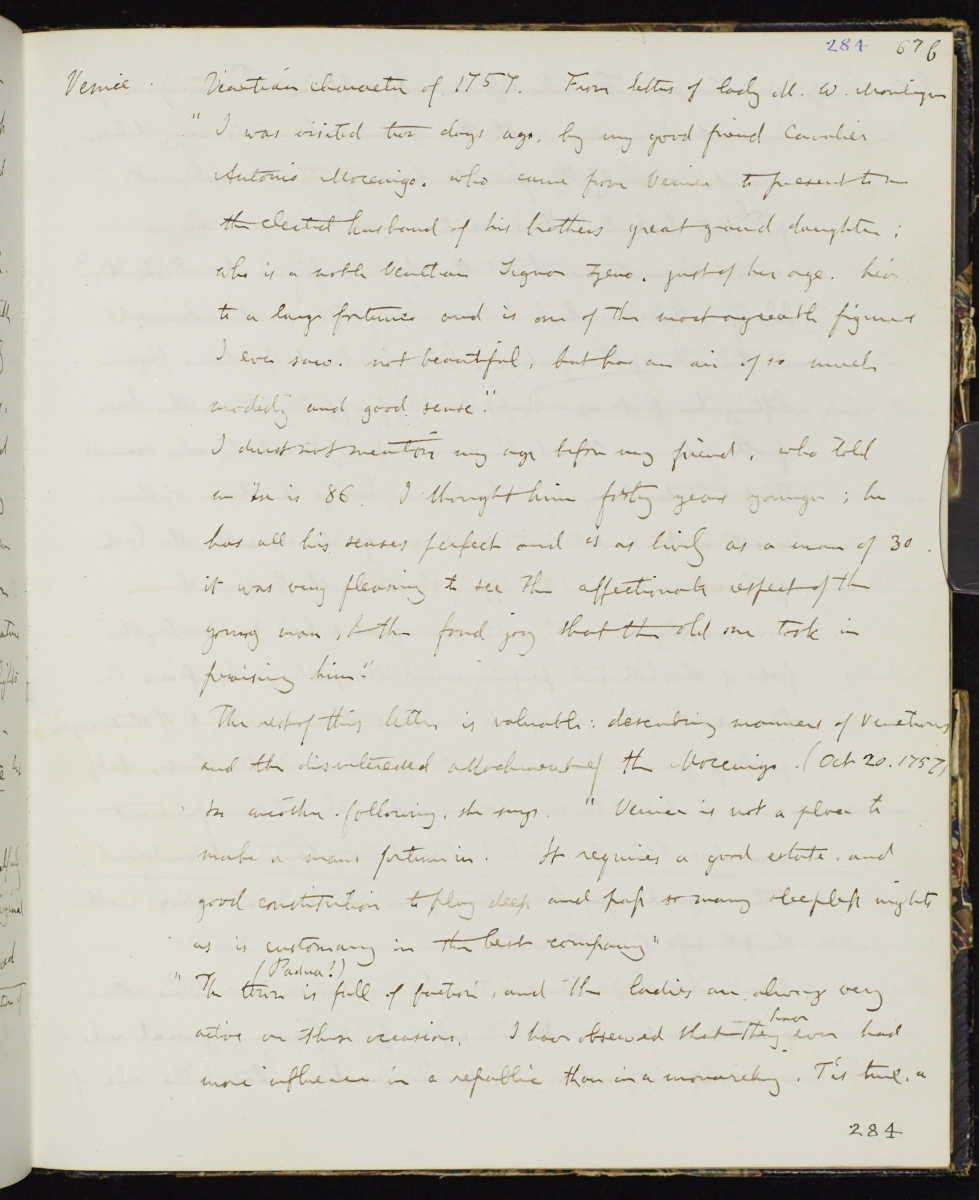 284 676
Venice. Venetian character of 1757. From letters of Lady M. W. Montague
"I was visited two days ago, by my good friend Cavalier
Antonio Mocenigo. who came from Venice to present to me
the elected husband of his brothers great grand daughter;
who is a noble Venetian Signor Zeno. just of her age. heir
to a large fortune and is one of the most agreeable figures
I ever saw. not beautiful, but has an air of so much
modesty and good sense."
I durst not mention my age before my friend, who told
me he is 86. I thought him forty years younger; he
has all his senses perfect and is as lively as a man of 30.
it was very pleasing to see the affectionate respect of the
young man, & the fond joy that the old one took in
praising him."
The rest of this letter is valuable: describing manners of Venetians
and the disinterested attachment of the Mocenigo. (Oct 20. 1757)
In another. following, she says. "Venice is not a place to
make a mans fortune in. It requires a good estate, and
good constitution to play deep and pass so many sleepless nights
as is customary in the best company"
(Padua?)
"The town is full of faction, and the ladies are always very
active on those occasions. I have observed that they have ever had
more influence in a republic than in a monarchy. T'is true, a
284